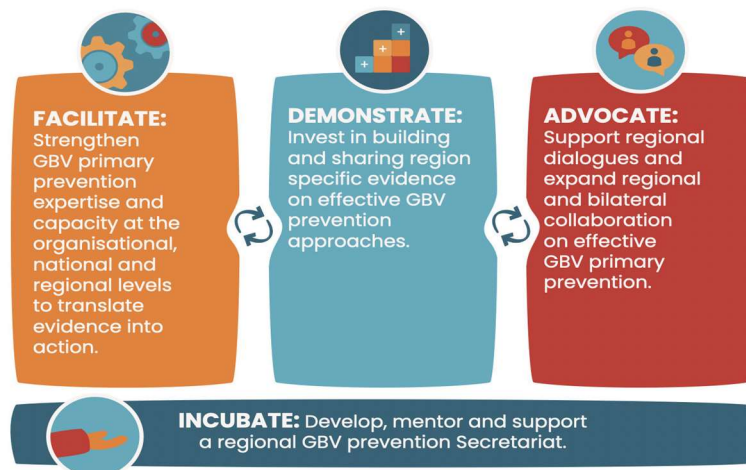 FACILITATE:
Strengthen
GBV primary
prevention
expertise and
capacity at the
organisational,
national and
regional levels
to translate
evidence into
action.
DEMONSTRATE:
Invest in building
and sharing region
specific evidence
on effective GBV
prevention
approaches.
ADVOCATE:
Support regional
dialogues and
expand regional
and bilateral
collaboration
on effective
GBV primary
prevention.
INCUBATE: Develop, mentor and support
a regional GBV prevention Secretariat.